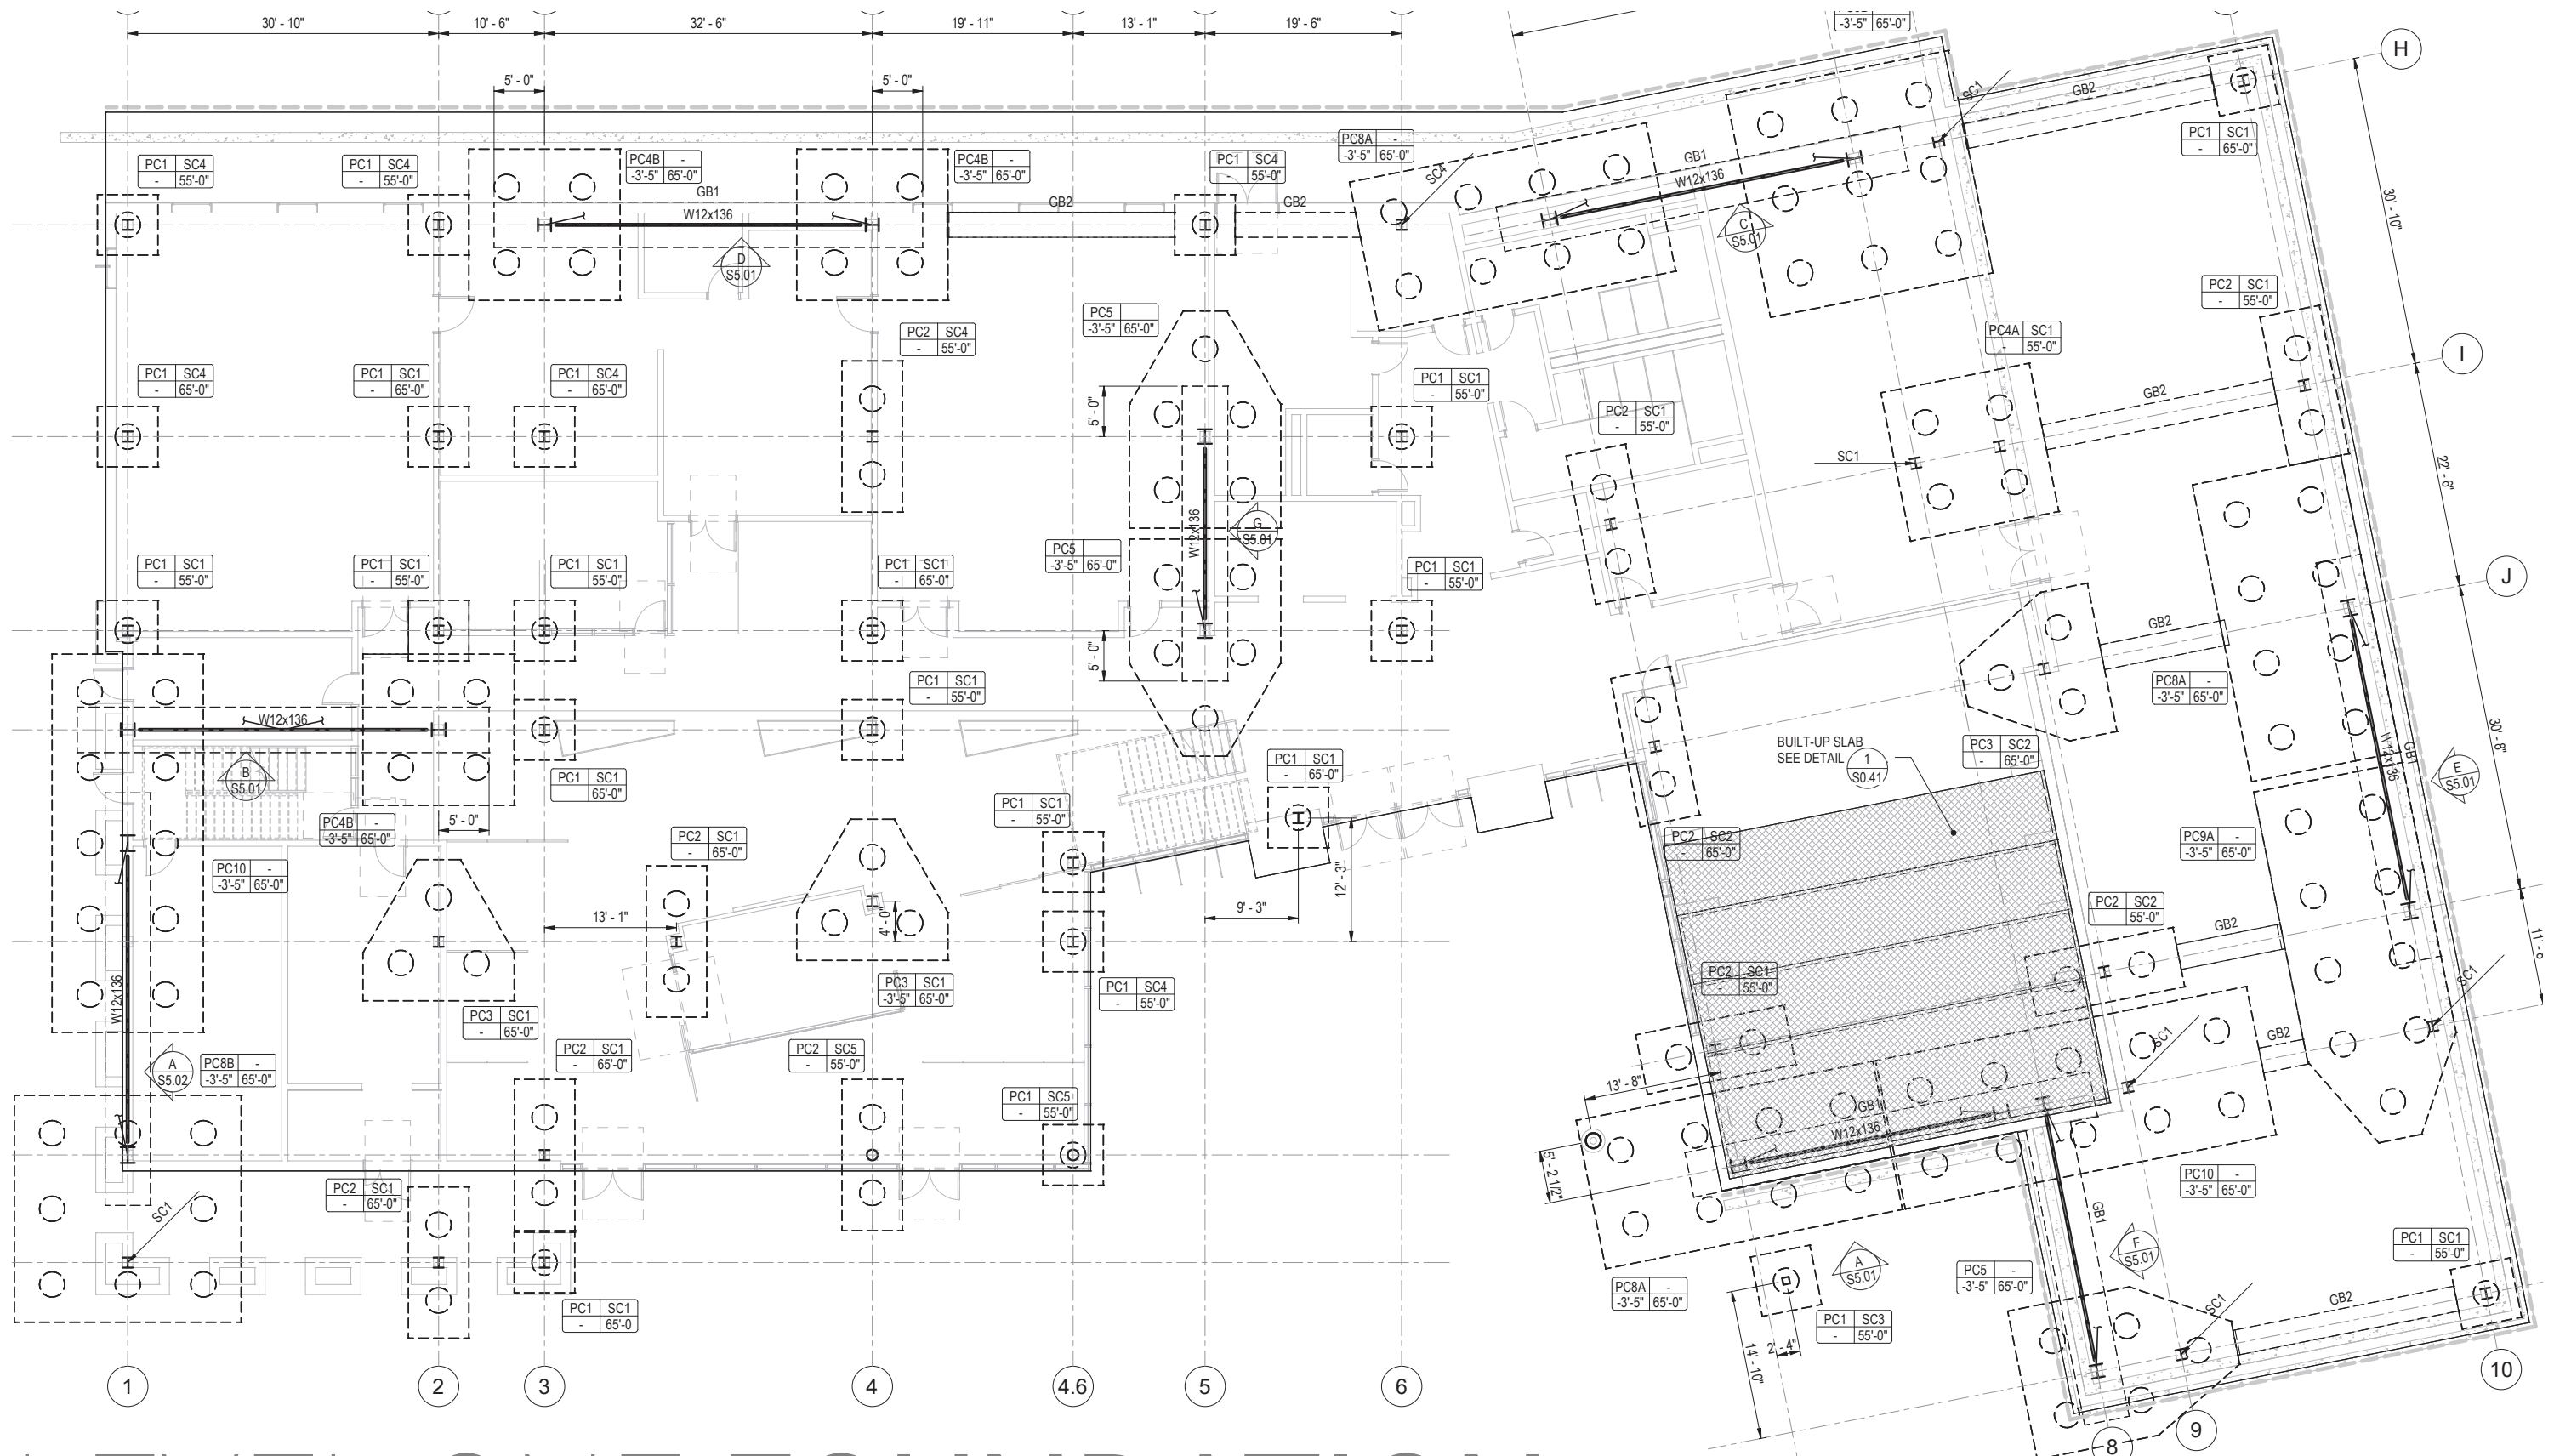 30' - 10"
10' - 6"
32' - 6"
19' - 11"
13' - 1"
19' - 6"
-3'-5" 65'-0"
H
5' - 0"
5' - 0"
SC1
GB2
PC1 SC4
- 55'-0"
PC1 SC4
- 55'-0"
PC4B -
-3'-5" 65'-0"
PC4B -
-3'-5" 65'-0"
PC1 SC4
- 55'-0"
PC8A -
-3'-5" 65'-0"
PC1 SC1
- 65'-0"
GB1
W12x136
GB2
GB2
SC4
GB1
W12x136
30' - 10"
D
S5.01
C
S5.01
PC5
-3'-5" 65'-0"
PC2 SC4
- 55'-0"
PC2 SC1
- 55'-0"
PC4A SC1
- 55'-0"
I
PC1 SC4
- 65'-0"
PC1 SC1
- 65'-0"
PC1 SC4
- 65'-0"
PC1 SC1
- 55'-0"
GB2
5' - 0"
PC2 SC1
- 55'-0"
SC1
22' - 6"
W12x136
G
S5.01
PC5
-3'-5" 65'-0"
PC1 SC1
- 55'-0"
PC1 SC1
- 55'-0"
PC1 SC1
- 55'-0"
PC1 SC1
- 65'-0"
PC1 SC1
- 55'-0"
J
GB2
5' - 0"
PC1 SC1
- 55'-0"
PC8A -
-3'-5" 65'-0"
30' - 8"
W12x136
BUILT-UP SLAB
SEE DETAIL
1
S0.41
PC3 SC2
- 65'-0"
GB1
W12x136
E
S5.01
B
S5.01
PC1 SC1
- 65'-0"
PC1 SC1
- 65'-0"
PC1 SC1
- 55'-0"
PC4B -
-3'-5" 65'-0"
5' - 0"
PC2 SC1
- 65'-0"
PC2 SC2
- 65'-0"
PC9A -
-3'-5" 65'-0"
PC10 -
-3'-5" 65'-0"
12' - 3"
9' - 3"
13' - 1"
4' - 0"
PC2 SC2
- 55'-0"
GB2
PC2 SC1
- 55'-0"
W12x136
PC3 SC1
-3'-5" 65'-0"
PC1 SC4
- 55'-0"
SC1
PC3 SC1
- 65'-0"
SC1
GB2
A
S5.02
PC8B -
-3'-5" 65'-0"
PC2 SC1
- 65'-0"
PC2 SC5
- 55'-0"
13' - 8"
PC1 SC5
- 55'-0"
GB1
W12x136
5' - 2 1/2"
PC2 SC1
- 65'-0"
PC10 -
-3'-5" 65'-0"
SC1
GB1
F
S5.01
PC1 SC1
- 55'-0"
A
S5.01
PC8A -
-3'-5" 65'-0"
PC5 -
-3'-5" 65'-0"
PC1 SC1
- 65'-0
PC1 SC3
- 55'-0"
SC1
GB2
2' - 4"
14' - 10"
1
2
3
4
4.6
5
6
10
9
8